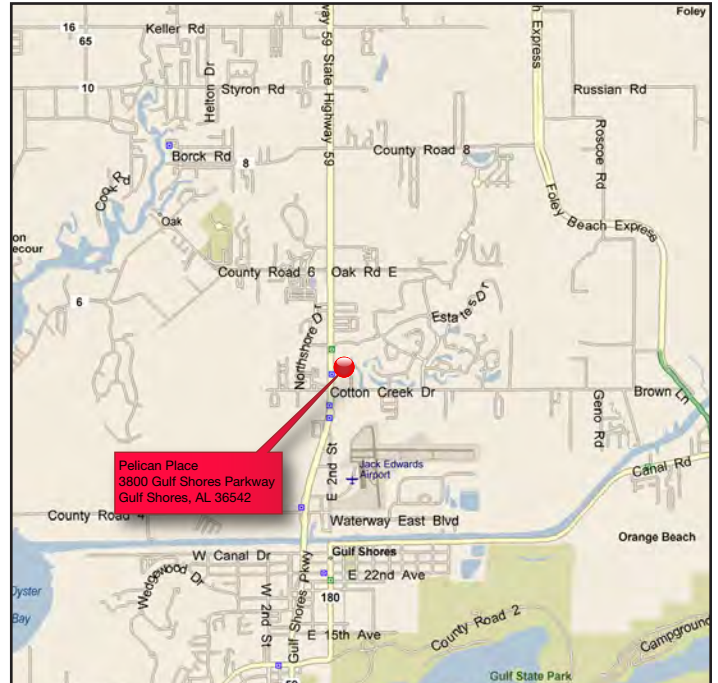 16
Keller Rd
65
Foley
way 59 State Highway 59
h Express
Helton Dr
10
Styron Rd
Russian Rd
Borck Rd
8
County Road 8
Roscoe Rd
Cook Rd
Oak
Foley Beach Express
on
ecour
County Road 6
Oak Rd E
6
Estates Dr
Northshore Dr
Cotton Creek Dr
Brown Ln
Geno Rd
Pelican Place
3800 Gulf Shores Parkway
Gulf Shores, AL 36542
E 2nd St
Jack Edwards
Airport
Canal Rd
County Road 4
Waterway East Blvd
Orange Beach
W Canal Dr
Gulf Shores
Wedgewood Dr
E 22nd Ave
Oyster
Bay
W 2nd St
Gulf Shores Pkwy
180
E 15th Ave
County Road 2
Campground
Gulf State Park
59